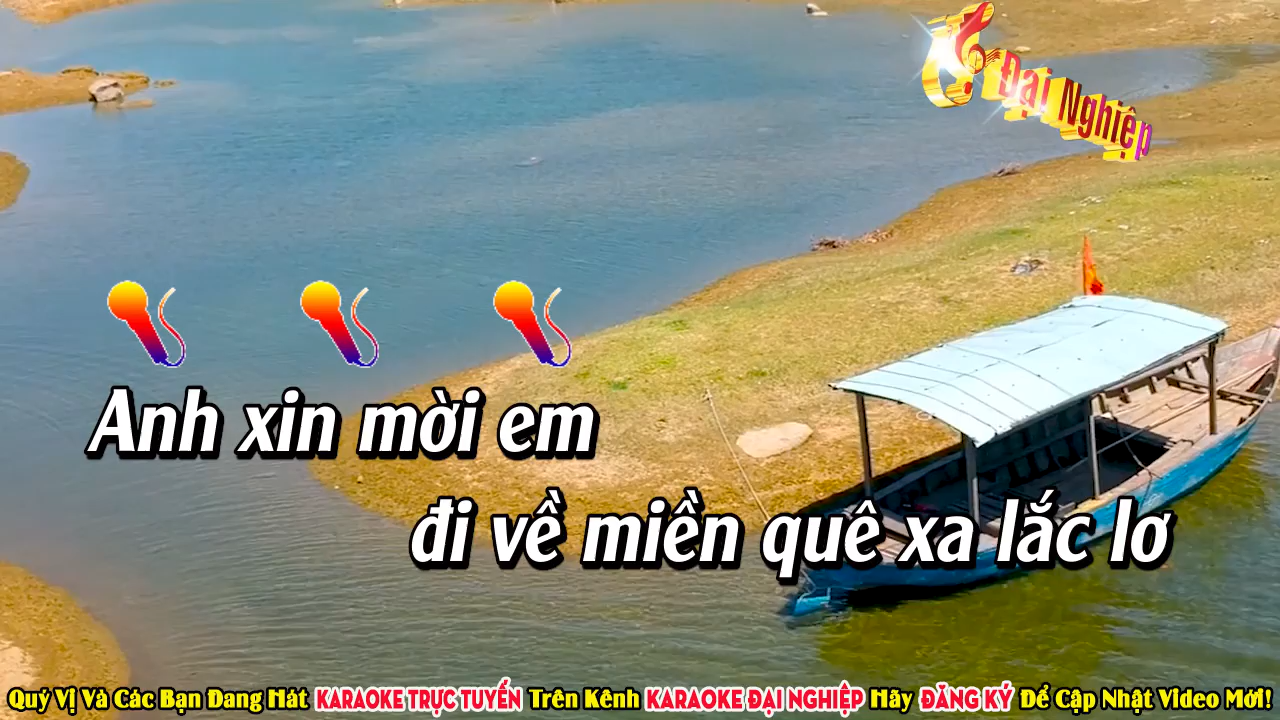 Đại Nghiệp
Anh xin mời em
đi về miền quê xa lắc lơ
Quý Vị Và Các Bạn Đang Hát KARAOKE TRỰC TUYẾN Trên Kênh KARAOKE ĐẠI NGHIỆP Hãy ĐĂNG KÝ Để Cập Nhật Video Mới!